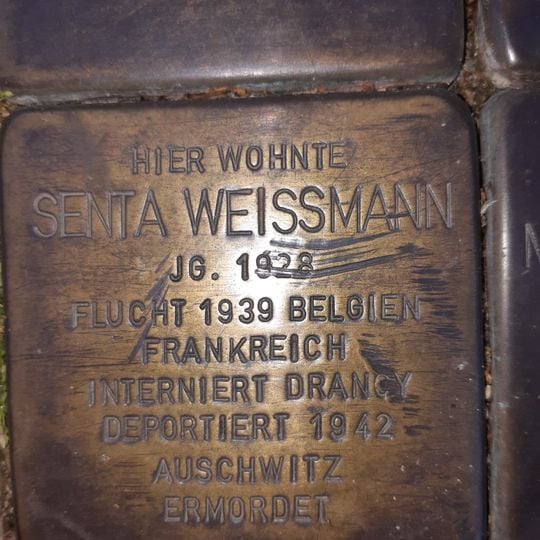 HIER WOHNTE
SENTA WEISSMANN
JG. 1928
FLUCHT 1939 BELGIEN
FRANKREICH
INTERNIERT DRANCY
DEPORTIERT 1942
AUSCHWITZ
ERMORDET